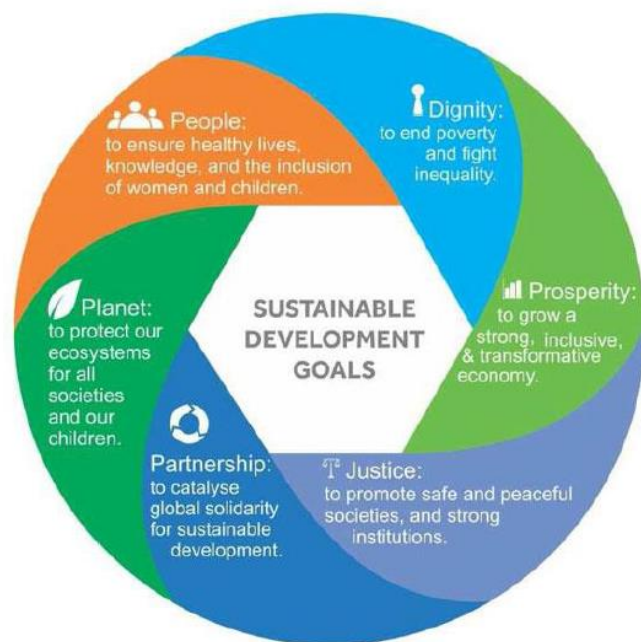 People:
to ensure healthy lives,
knowledge, and the inclusion
of women and children.
Dignity:
to end poverty
and fight
inequality.
Prosperity:
to grow a
strong, inclusive,
& transformative
economy.
Justice:
to promote safe and peaceful
societies, and strong
institutions.
Partnership:
to catalyse
global solidarity
for sustainable
development.
Planet:
to protect our
ecosystems
for all
societies
and our
children.
SUSTAINABLE
DEVELOPMENT
GOALS